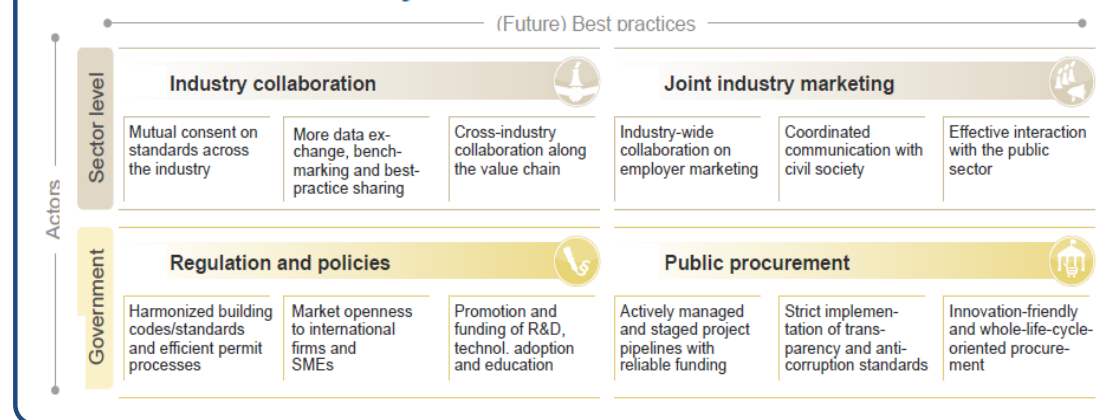 (Future) Best practices
Actors
Sector level
Industry collaboration
Mutual consent on
standards across
the industry
More data ex-
change, bench-
marking and best-
practice sharing
Cross-industry
collaboration along
the value chain
Joint industry marketing
Industry-wide
collaboration on
employer marketing
Coordinated
communication with
civil society
Effective interaction
with the public
sector
Government
Regulation and policies
Harmonized building
codes/standards
and efficient permit
processes
Market openness
to international
firms and
SMEs
Promotion and
funding of R&D,
technol. adoption
and education
Public procurement
Actively managed
and staged project
pipelines with
reliable funding
Strict implemen-
tation of trans-
parency and anti-
corruption standards
Innovation-friendly
and whole-life-cycle-
oriented procure-
ment